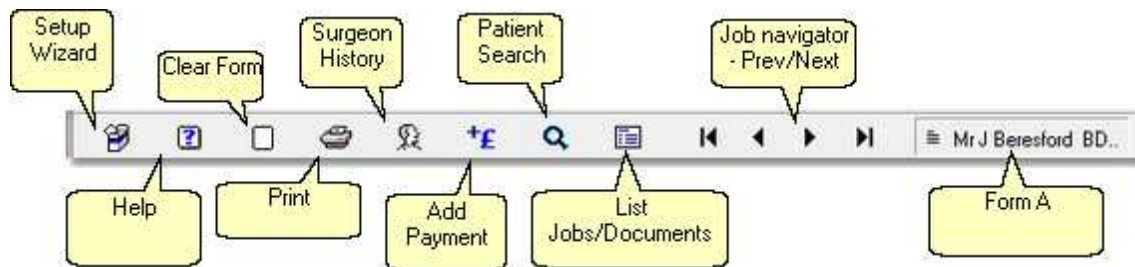 Setup
Wizard
Clear Form
Surgeon
History
Patient
Search
Job navigator
- Prev/Next
?
+£
Mr J Beresford BD..
Help
Print
Add
Payment
List
Jobs/Documents
Form A